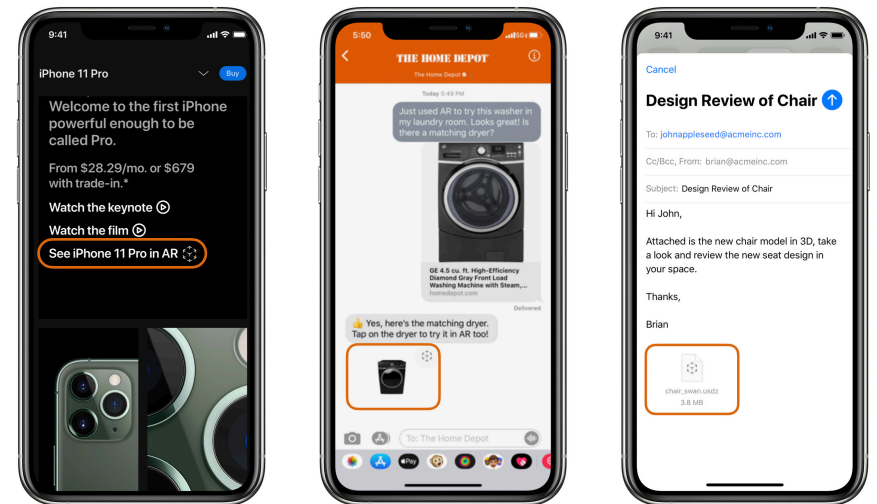 9:41
iPhone 11 Pro
Buy
Welcome to the first iPhone
powerful enough to be
called Pro.
From $28.29/mo. or $679
with trade-in.*
Watch the keynote
Watch the film
See iPhone 11 Pro in AR
5:50
5G
THE HOME DEPOT
The Home Depot
Today 5:49 PM
Just used AR to try this washer in
my laundry room. Looks great! Is
there a matching dryer?
GE 4.5 cu. ft. High-Efficiency
Diamond Gray Front Load
Washing Machine with Steam,...
homedepot.com
Delivered
👍 Yes, here's the matching dryer.
Tap on the dryer to try it in AR too!
To: The Home Depot
Pay
9:41
Cancel
Design Review of Chair
To: johnappleseed@acmeinc.com
Cc/Bcc, From: brian@acmeinc.com
Subject: Design Review of Chair
Hi John,
Attached is the new chair model in 3D, take
a look and review the new seat design in
your space.
Thanks,
Brian
chair_swan.usdz
3.8 MB